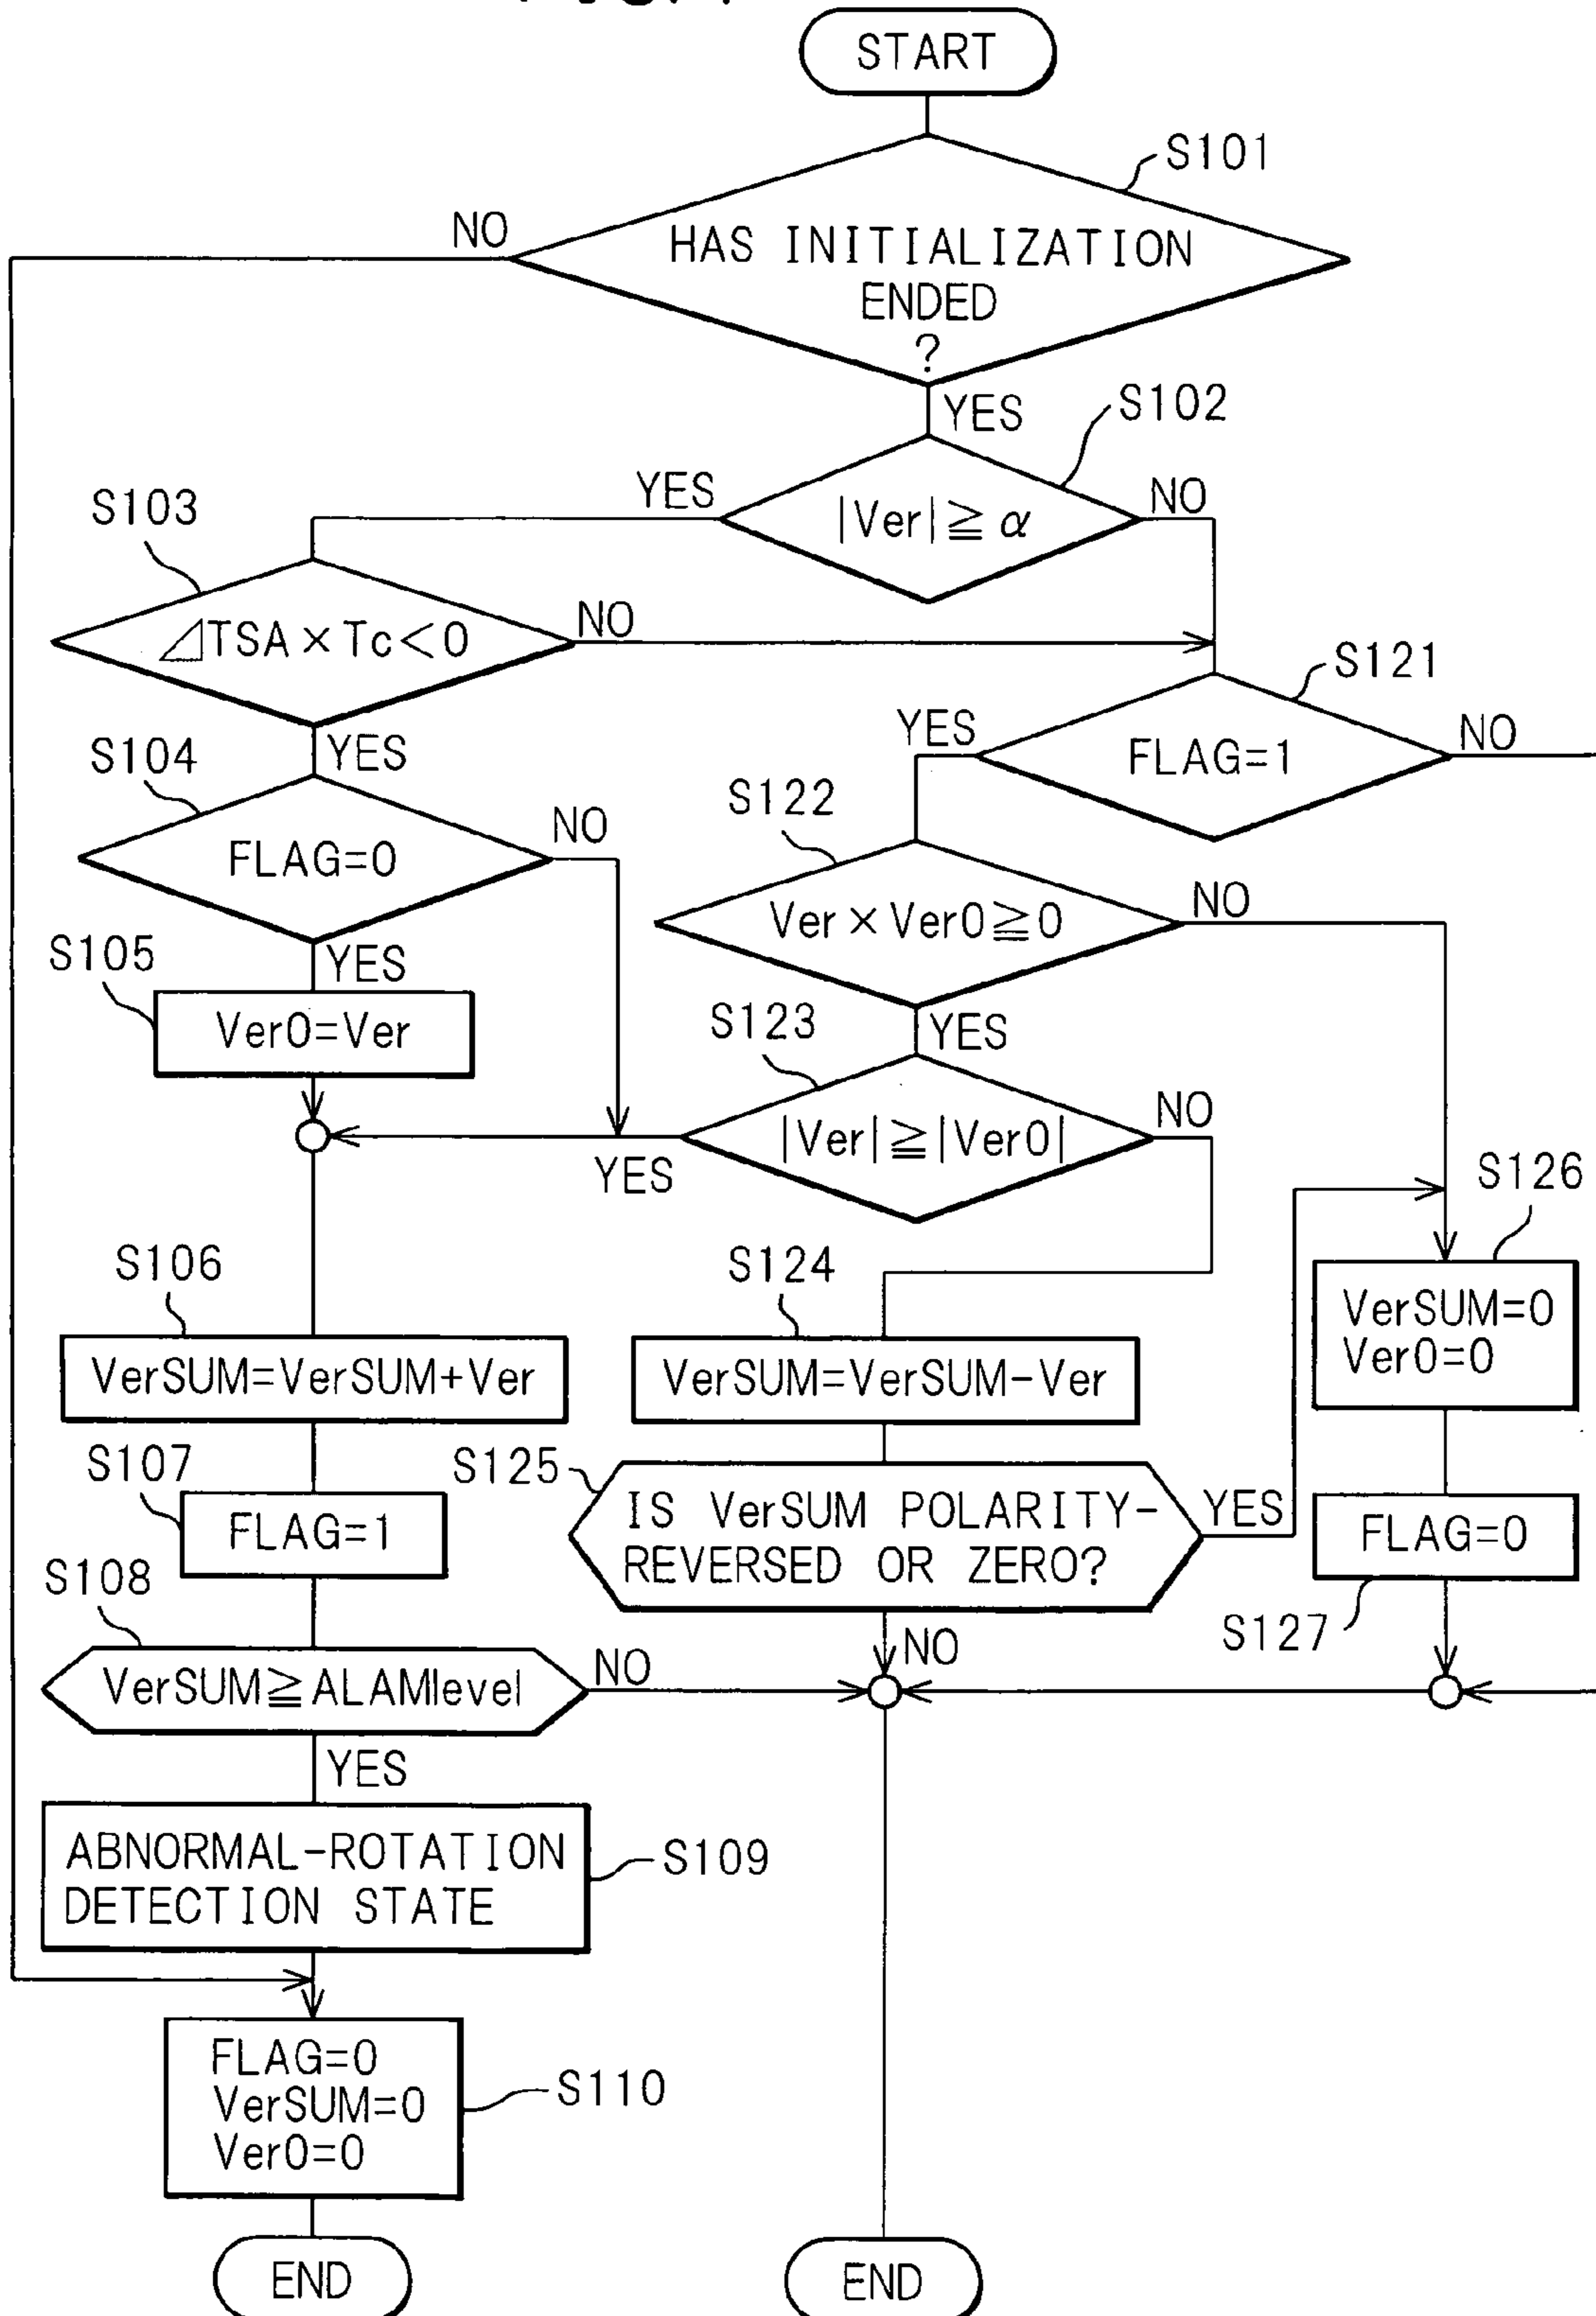 START
S101
NO
HAS INITIALIZATION
ENDED
?
YES
S102
YES
|Ver|≧α
NO
S103
⊿TSA×Tc<0
NO
S121
YES
S104
YES
FLAG=1
NO
S122
FLAG=0
NO
Ver×Ver0≧0
NO
S105
YES
Ver0=Ver
S123
YES
|Ver|≧|Ver0|
NO
YES
S126
S106
S124
VerSUM=0
Ver0=0
VerSUM=VerSUM+Ver
VerSUM=VerSUM-Ver
S107
S125
FLAG=1
IS VerSUM POLARITY-
REVERSED OR ZERO?
YES
FLAG=0
S108
S127
NO
VerSUM≧ALAMlevel
NO
YES
ABNORMAL-ROTATION
DETECTION STATE
S109
FLAG=0
VerSUM=0
Ver0=0
S110
END
END